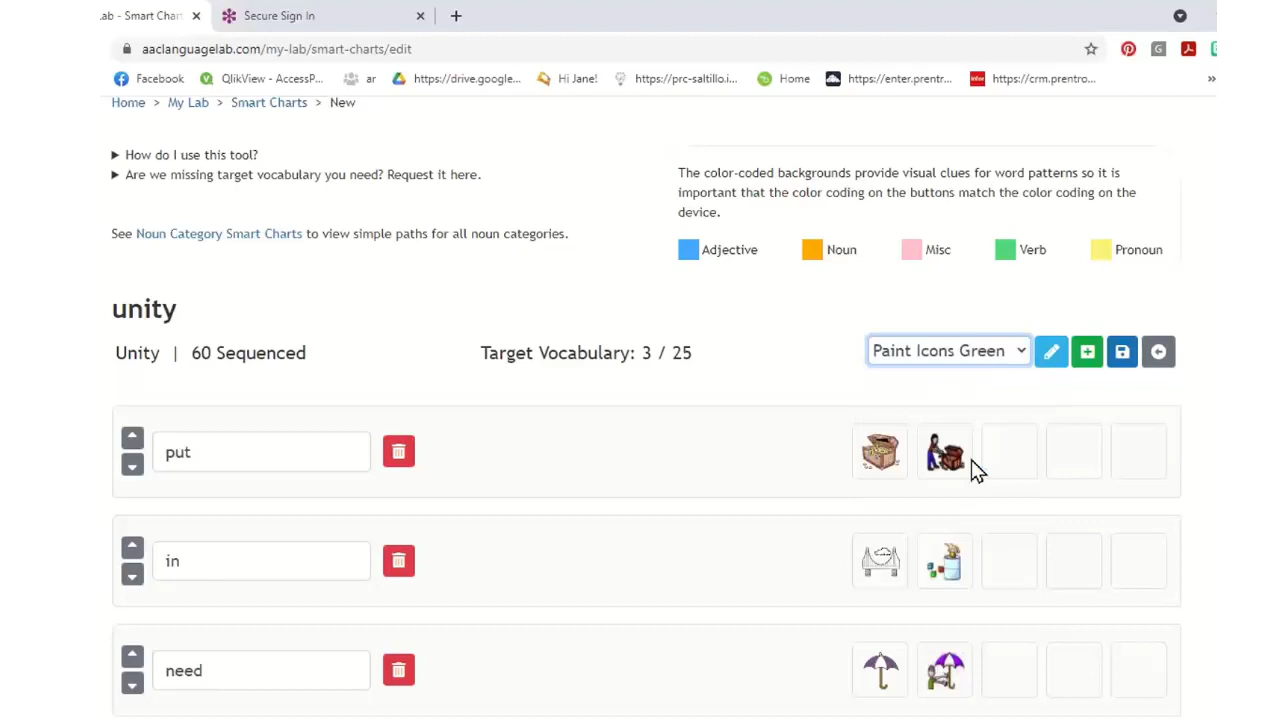 .ab - Smart Chart
Secure Sign In
aaclanguagelab.com/my-lab/smart-charts/edit
Facebook
QlikView - AccessP...
ar
https://drive.google...
Hi Jane!
https://prc-saltillo.i...
Home
https://enter.prentr...
https://crm.prentro...
»
Home > My Lab > Smart Charts > New
How do I use this tool?
Are we missing target vocabulary you need? Request it here.
The color-coded backgrounds provide visual clues for word patterns so it is
important that the color coding on the buttons match the color coding on the
device.
See Noun Category Smart Charts to view simple paths for all noun categories.
Adjective Noun Misc Verb Pronoun
unity
Unity | 60 Sequenced
Target Vocabulary: 3 / 25
Paint Icons Green
put
in
need